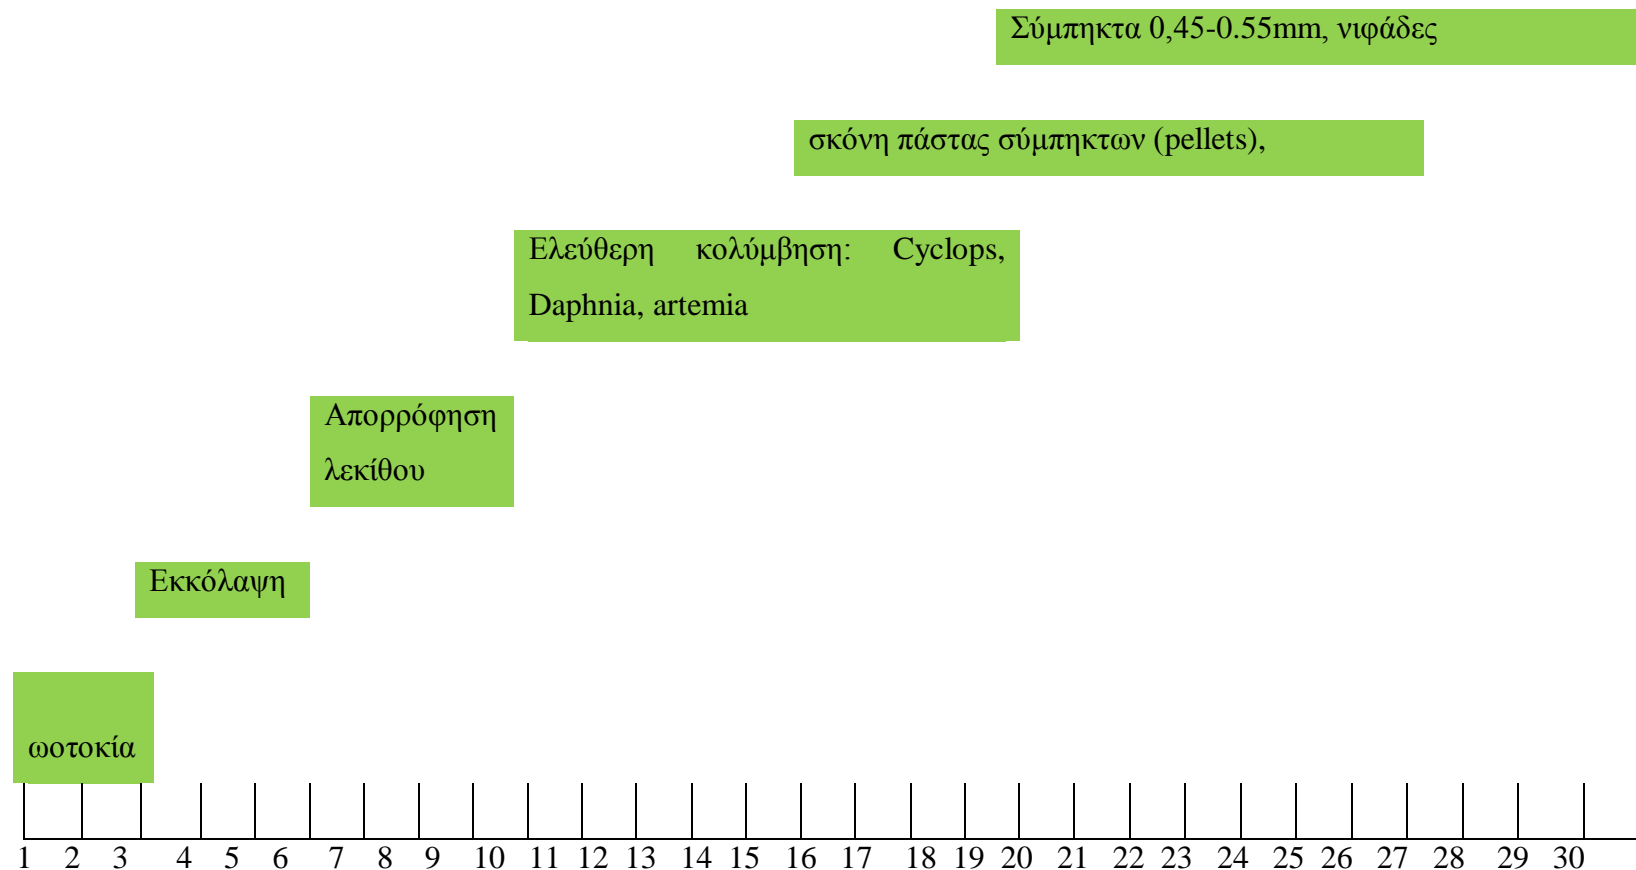 Σύμπηκτα 0,45-0.55mm, νιφάδες
σκόνη πάστας σύμπηκτων (pellets),
Ελεύθερη κολύμβηση: Cyclops,
Daphnia, artemia
Απορρόφηση
λεκίθου
Εκκόλαψη
ωοτοκία
1 2 3 4 5 6 7 8 9 10 11 12 13 14 15 16 17 18 19 20 21 22 23 24 25 26 27 28 29 30